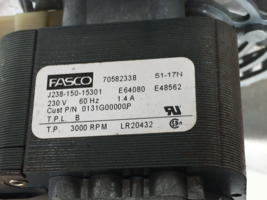 FASCO 70582338 51-17N
J238-150-15301 E64080 E48562
230 V 60 Hz 1.4 A
Cust P/N 0131G00000P
T.P.L. B
T.P. 3000 RPM LR20432